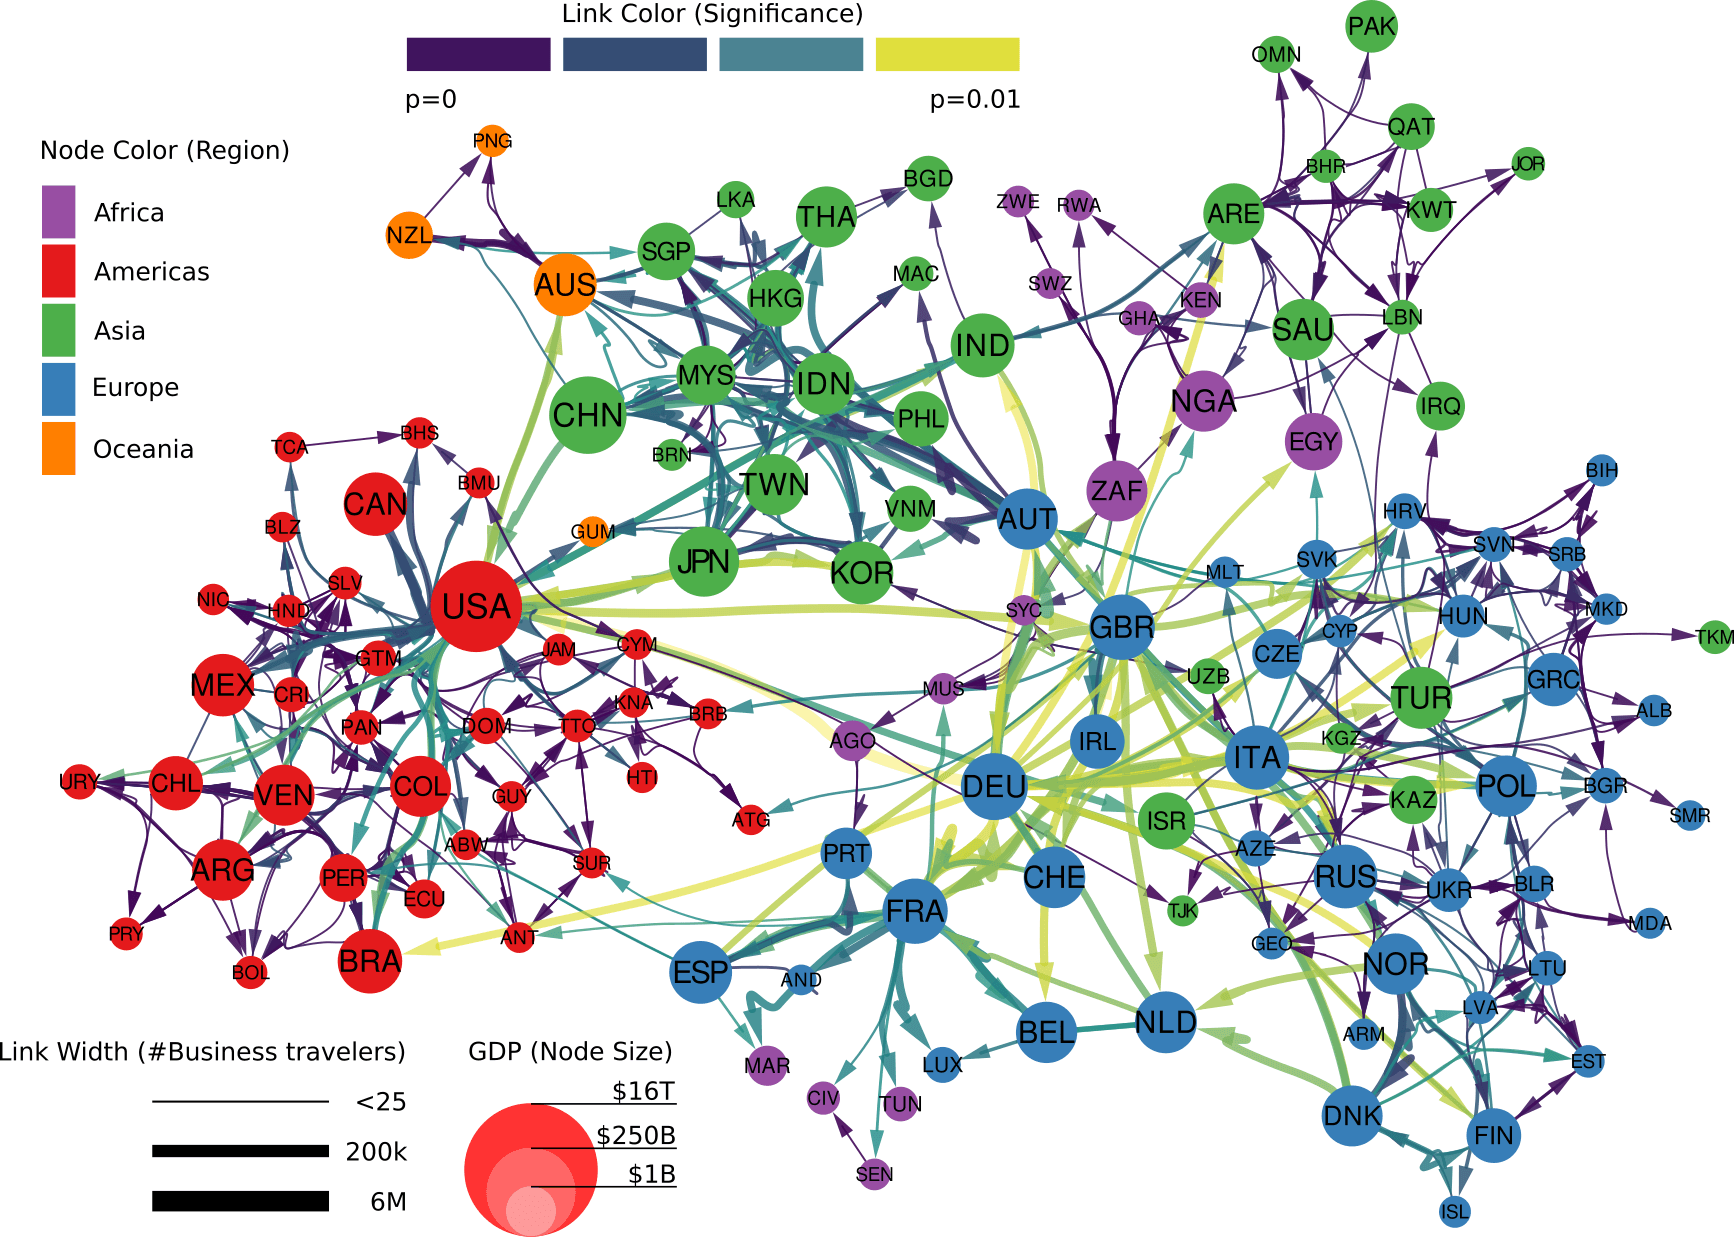 Link Color (Significance)
p=0
p=0.01
Node Color (Region)
Africa
Americas
Asia
Europe
Oceania
PAK
OMN
QAT
PNG
BHR
JOR
BGD
LKA
ZWE
RWA
THA
ARE
KWT
NZL
SGP
MAC
SWZ
AUS
HKG
KEN
GHA
LBN
SAU
IND
MYS
IDN
NGA
IRQ
CHN
PHL
TCA
BHS
EGY
BRN
BIH
BMU
TWN
ZAF
CAN
VNM
HRV
AUT
BLZ
GUM
SVN
SRB
JPN
SVK
KOR
MLT
SLV
NIC
HND
USA
SYC
MKD
HUN
GBR
CYP
TKM
JAM
CYM
CZE
GTM
UZB
GRC
MEX
MUS
CRI
TUR
KNA
BRB
ALB
PAN
DOM
TTO
AGO
IRL
KGZ
ITA
HTI
URY
CHL
VEN
COL
DEU
POL
BGR
GUY
KAZ
SMR
ATG
ISR
ABW
PRT
AZE
SUR
ARG
PER
CHE
RUS
UKR
BLR
ECU
FRA
TJK
MDA
PRY
ANT
GEO
BRA
BOL
ESP
AND
NOR
LTU
LVA
NLD
BEL
ARM
Link Width (#Business travelers)
GDP (Node Size)
EST
MAR
LUX
<25
$16T
CIV
TUN
DNK
200k
$250B
FIN
$1B
SEN
6M
ISL